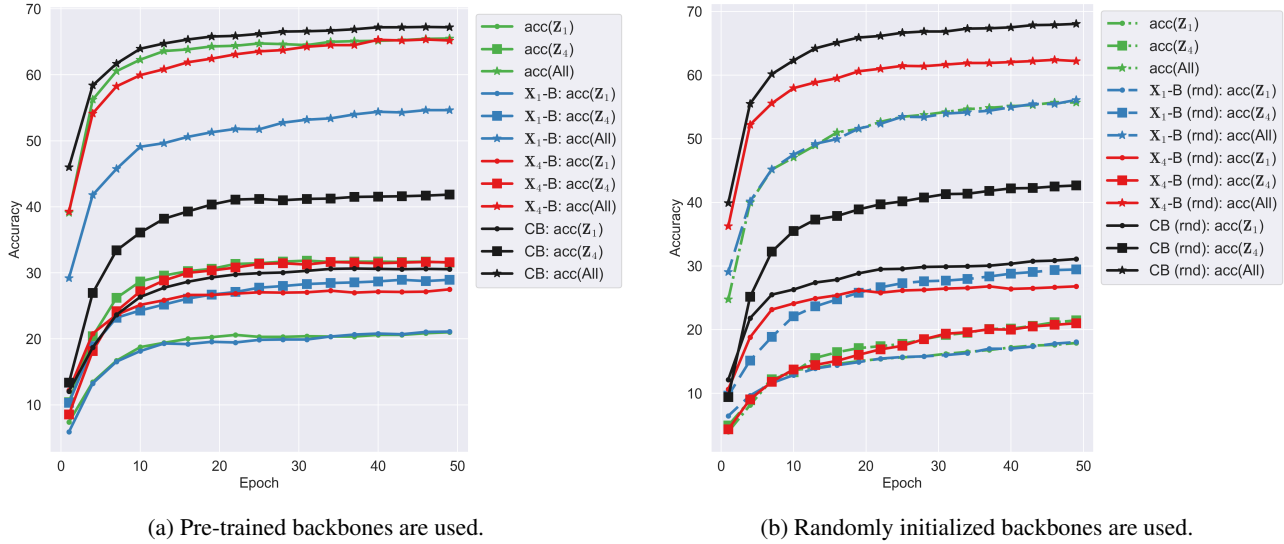 70
60
50
40
30
20
10
Accuracy
0
10
20
30
40
50
Epoch
acc(Z₁)
acc(Z₄)
acc(All)
X₁-B: acc(Z₁)
X₁-B: acc(Z₄)
X₁-B: acc(All)
X₄-B: acc(Z₁)
X₄-B: acc(Z₄)
X₄-B: acc(All)
CB: acc(Z₁)
CB: acc(Z₄)
CB: acc(All)
(a) Pre-trained backbones are used.
70
60
50
40
30
20
10
Accuracy
0
10
20
30
40
50
Epoch
acc(Z₁)
acc(Z₄)
acc(All)
X₁-B (rnd): acc(Z₁)
X₁-B (rnd): acc(Z₄)
X₁-B (rnd): acc(All)
X₄-B (rnd): acc(Z₁)
X₄-B (rnd): acc(Z₄)
X₄-B (rnd): acc(All)
CB (rnd): acc(Z₁)
CB (rnd): acc(Z₄)
CB (rnd): acc(All)
(b) Randomly initialized backbones are used.